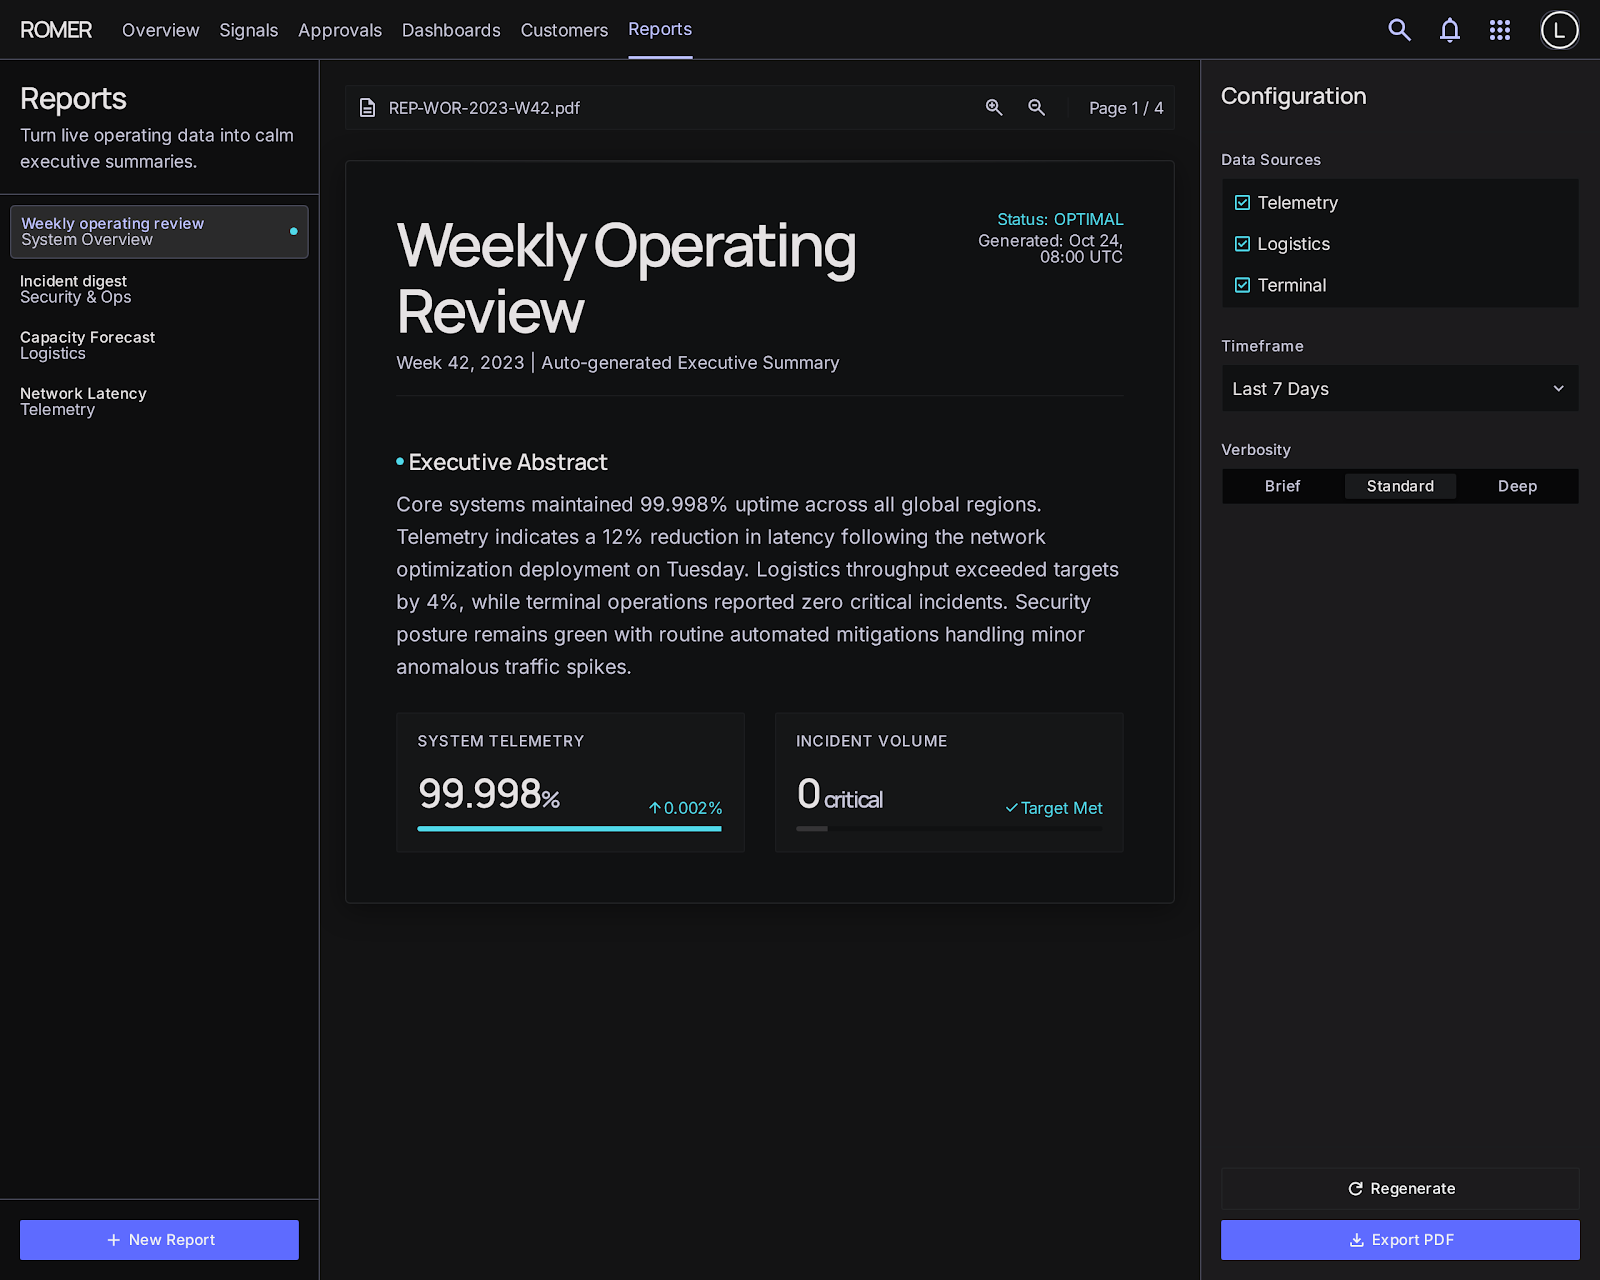 ROMER
Overview Signals Approvals Dashboards Customers Reports
L
Reports
Turn live operating data into calm
executive summaries.
Weekly operating review
System Overview
Incident digest
Security & Ops
Capacity Forecast
Logistics
Network Latency
Telemetry
+ New Report
REP-WOR-2023-W42.pdf
Page 1 / 4
Weekly Operating
Review
Week 42, 2023 | Auto-generated Executive Summary
Status: OPTIMAL
Generated: Oct 24,
08:00 UTC
Executive Abstract
Core systems maintained 99.998% uptime across all global regions.
Telemetry indicates a 12% reduction in latency following the network
optimization deployment on Tuesday. Logistics throughput exceeded targets
by 4%, while terminal operations reported zero critical incidents. Security
posture remains green with routine automated mitigations handling minor
anomalous traffic spikes.
SYSTEM TELEMETRY
99.998%
↑0.002%
INCIDENT VOLUME
0 critical
✓Target Met
Configuration
Data Sources
Telemetry
Logistics
Terminal
Timeframe
Last 7 Days
Verbosity
Brief Standard Deep
Regenerate
Export PDF